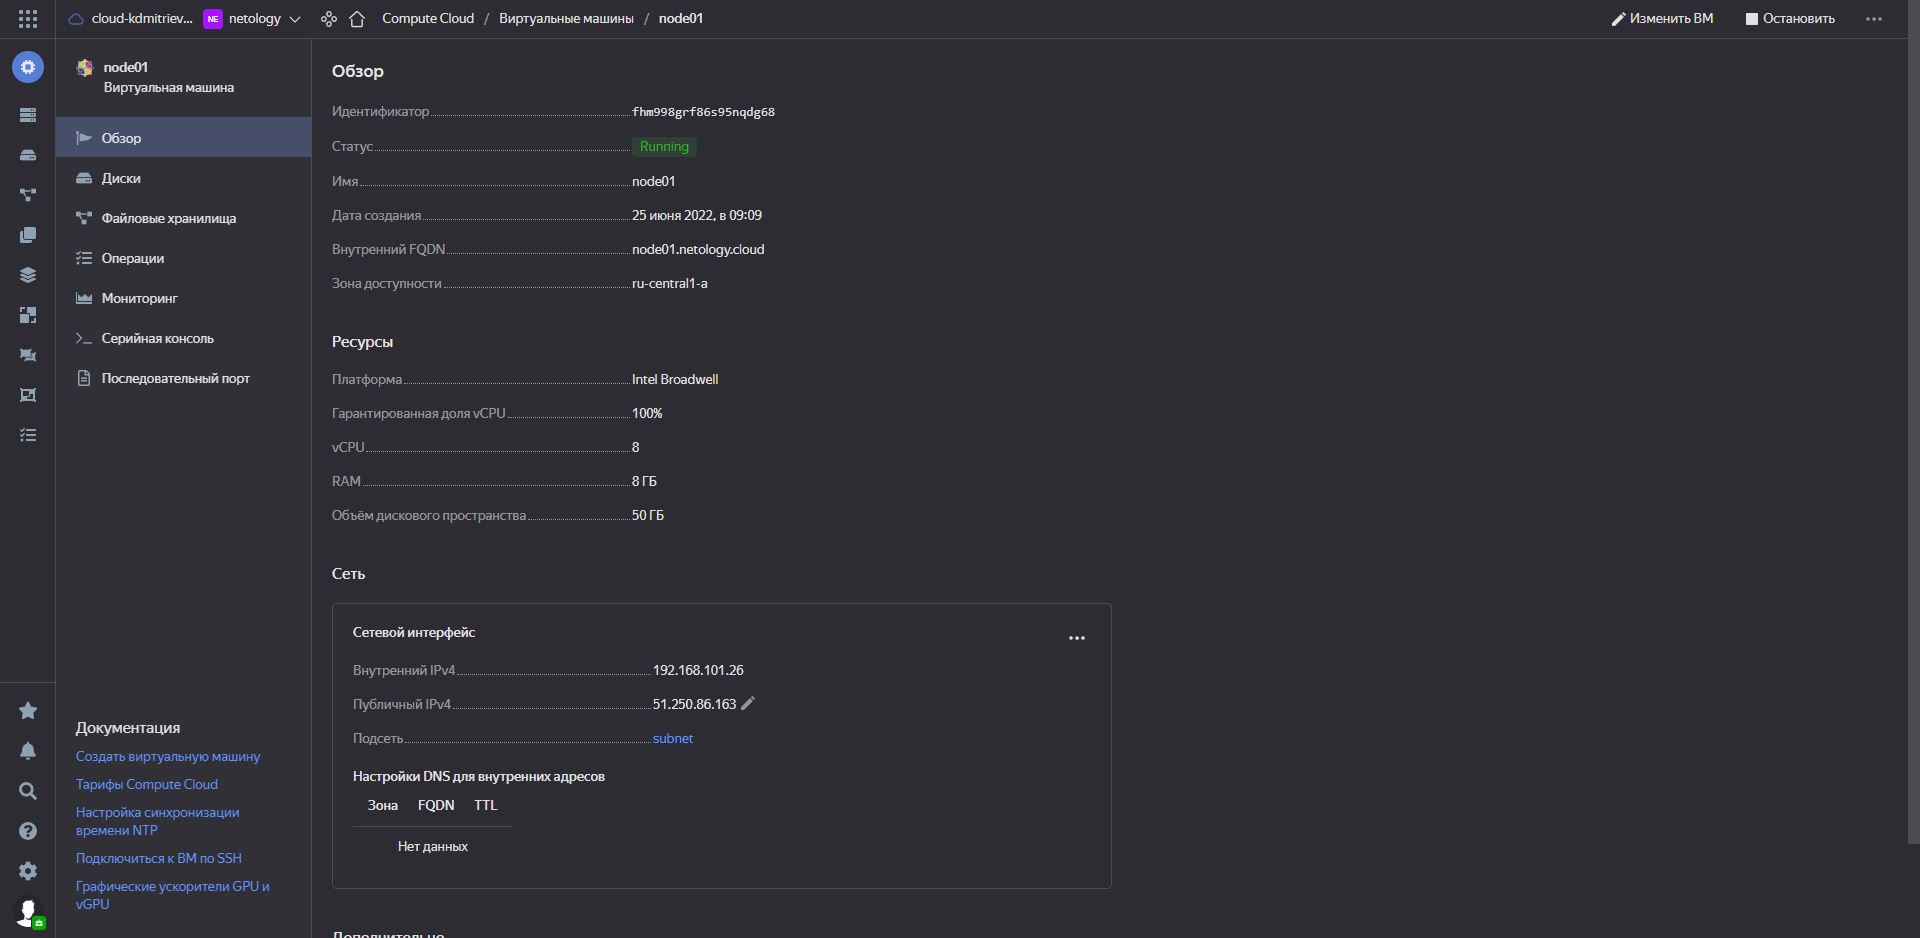 cloud-kdmitriev... NE netology Compute Cloud / Виртуальные машины / node01 Изменить ВМ Остановить
node01
Виртуальная машина
Обзор
Диски
Файловые хранилища
Операции
Мониторинг
Серийная консоль
Последовательный порт
Документация
Создать виртуальную машину
Тарифы Compute Cloud
Настройка синхронизации
времени NTP
Подключиться к ВМ по SSH
Графические ускорители GPU и
vGPU
Обзор
Идентификатор fhm998grf86s95nqdg68
Статус Running
Имя node01
Дата создания 25 июня 2022, в 09:09
Внутренний FQDN node01.netology.cloud
Зона доступности ru-central1-a
Ресурсы
Платформа Intel Broadwell
Гарантированная доля vCPU 100%
vCPU 8
RAM 8 ГБ
Объём дискового пространства 50 ГБ
Сеть
Сетевой интерфейс
Внутренний IPv4 192.168.101.26
Публичный IPv4 51.250.86.163
Подсеть subnet
Настройки DNS для внутренних адресов
Зона FQDN TTL
Нет данных
Дополнительно